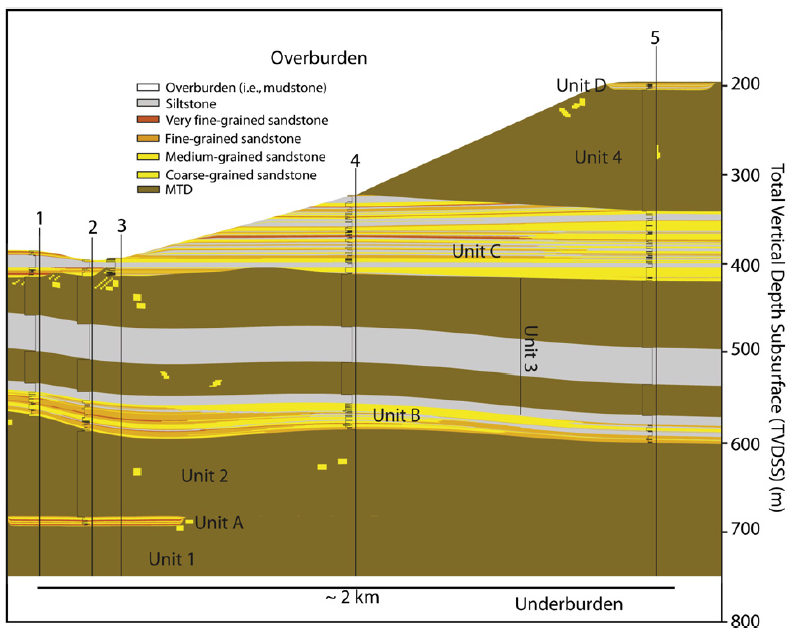 Overburden
Overburden (i.e., mudstone)
Siltstone
Very fine-grained sandstone
Fine-grained sandstone
Medium-grained sandstone
Coarse-grained sandstone
MTD
1
2
3
4
5
Unit D
Unit 4
Unit C
Unit 3
Unit B
Unit 2
Unit A
Unit 1
200
300
400
500
600
700
800
Total Vertical Depth Subsurface (TVDSS) (m)
~ 2 km
Underburden